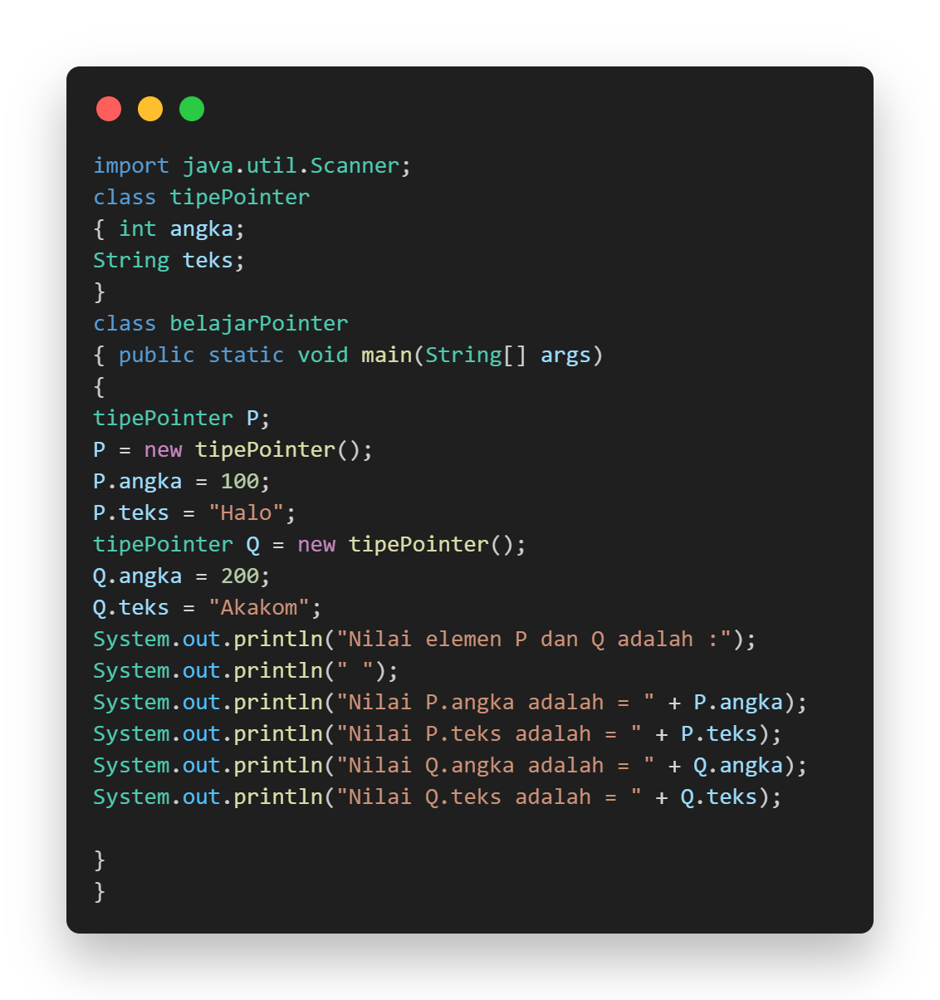 import java.util.Scanner;
class tipePointer
{ int angka;
String teks;
}
class belajarPointer
{ public static void main(String[] args)
{
tipePointer P;
P = new tipePointer();
P.angka = 100;
P.teks = "Halo";
tipePointer Q = new tipePointer();
Q.angka = 200;
Q.teks = "Akakom";
System.out.println("Nilai elemen P dan Q adalah :");
System.out.println(" ");
System.out.println("Nilai P.angka adalah = " + P.angka);
System.out.println("Nilai P.teks adalah = " + P.teks);
System.out.println("Nilai Q.angka adalah = " + Q.angka);
System.out.println("Nilai Q.teks adalah = " + Q.teks);

}
}